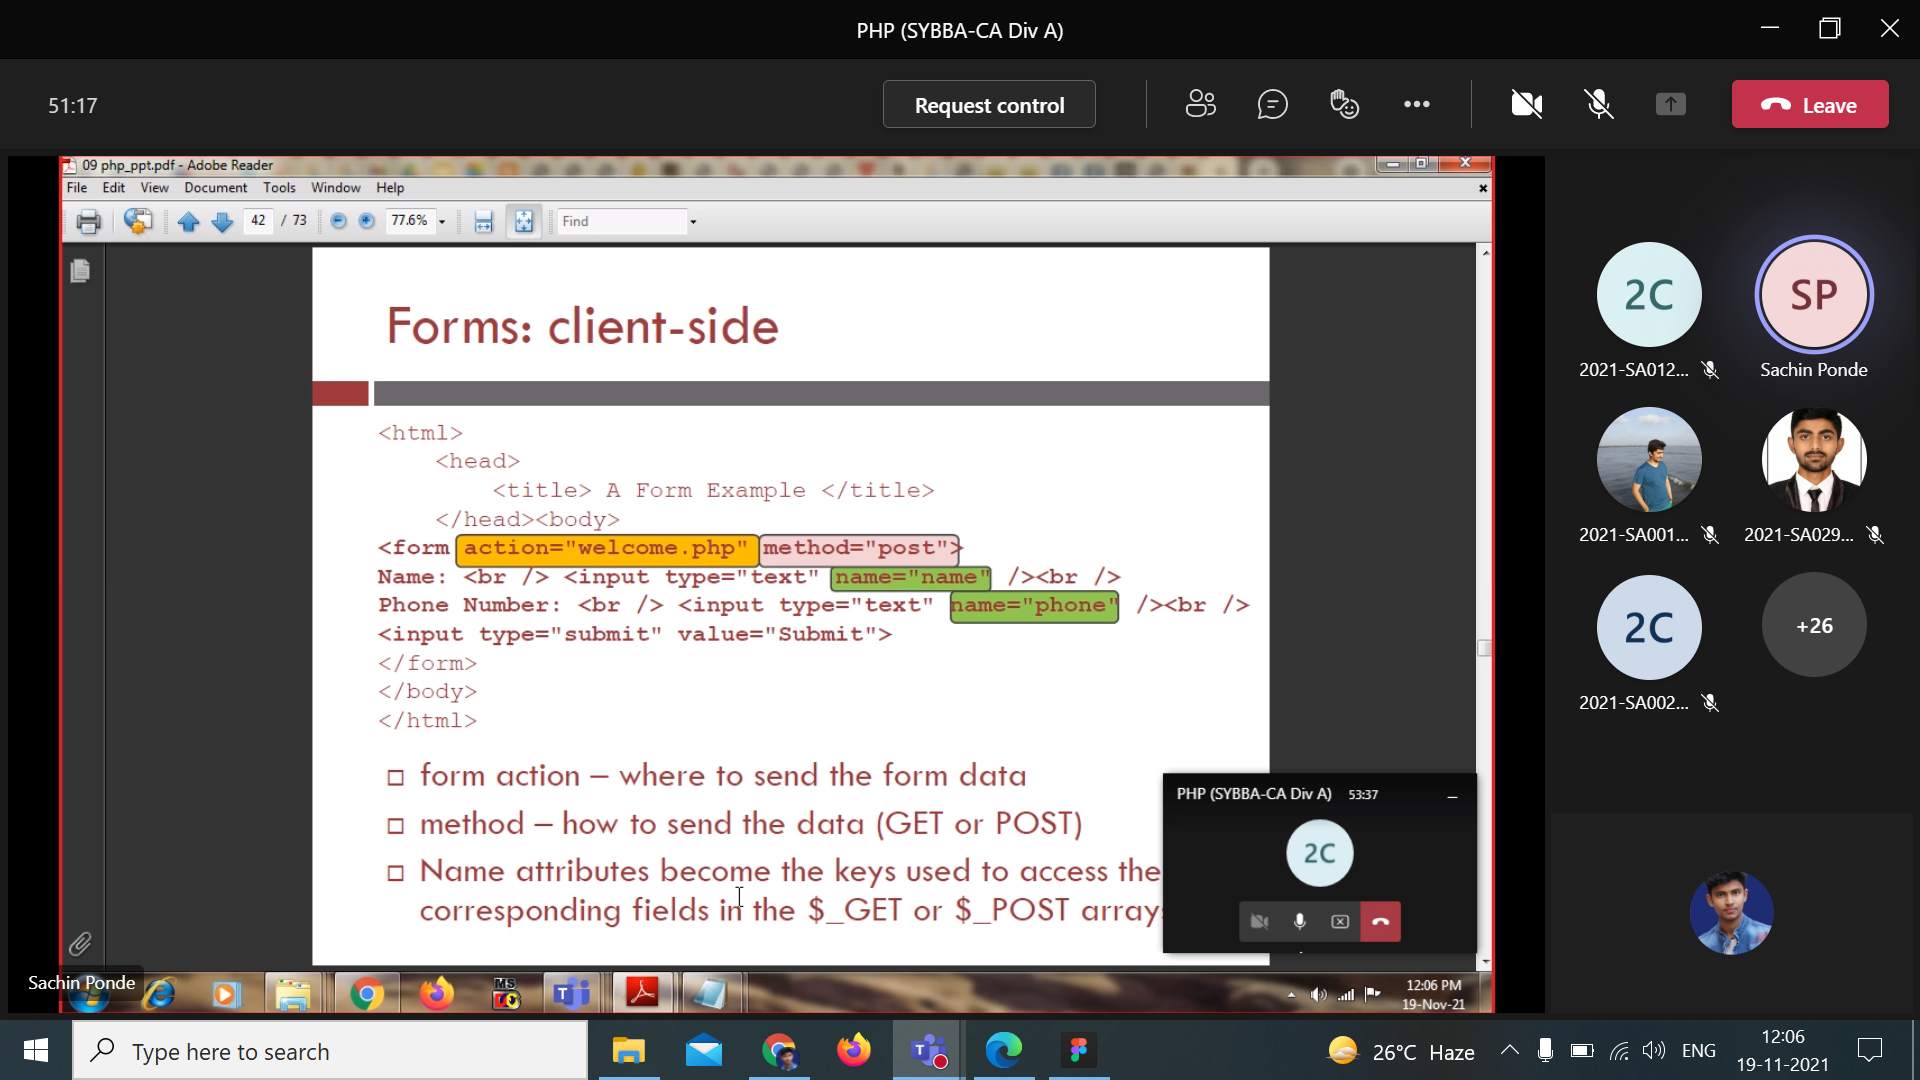 PHP (SYBBA-CA Div A)
51:17
Request control
Leave
09 php_ppt.pdf - Adobe Reader
File Edit View Document Tools Window Help
42 / 73 77.6% Find
Forms: client-side
<html>
<head>
<title> A Form Example </title>
</head><body>
<form action="welcome.php" method="post">
Name: <br /> <input type="text" name="name" /><br />
Phone Number: <br /> <input type="text" name="phone" /><br />
<input type="submit" value="Submit">
</form>
</body>
</html>
form action – where to send the form data
method – how to send the data (GET or POST)
Name attributes become the keys used to access the
corresponding fields in the $_GET or $_POST array
PHP (SYBBA-CA Div A) 53:37
2C
Sachin Ponde
MS
12:06 PM
19-Nov-21
2C
2021-SA012...
SP
Sachin Ponde
2021-SA001...
2021-SA029...
2C
2021-SA002...
+26
Type here to search
26°C Haze
ENG
12:06
19-11-2021